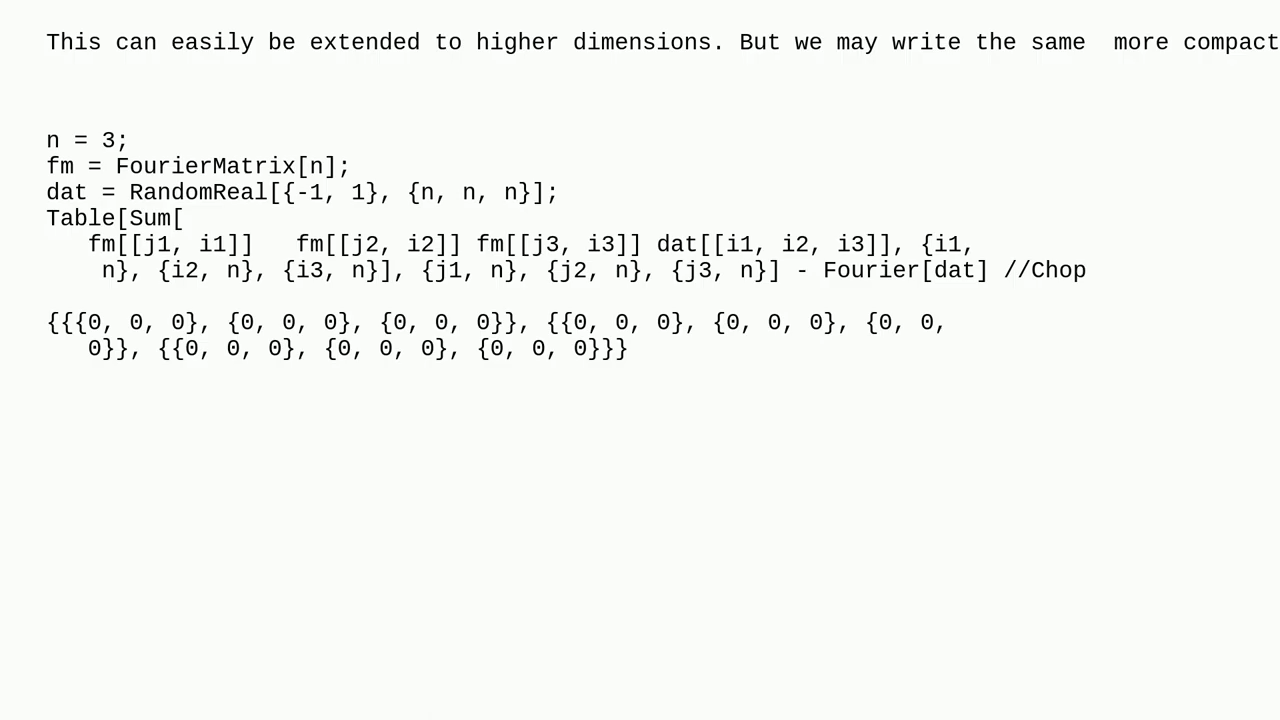 This can easily be extended to higher dimensions. But we may write the same  more compact
n = 3;
fm = FourierMatrix[n];
dat = RandomReal[{-1, 1}, {n, n, n}];
Table[Sum[
   fm[[j1, i1]]   fm[[j2, i2]] fm[[j3, i3]] dat[[i1, i2, i3]], {i1,
    n}, {i2, n}, {i3, n}], {j1, n}, {j2, n}, {j3, n}] - Fourier[dat] //Chop
{{{0, 0, 0}, {0, 0, 0}, {0, 0, 0}}, {{0, 0, 0}, {0, 0, 0}, {0, 0,
   0}}, {{0, 0, 0}, {0, 0, 0}, {0, 0, 0}}}